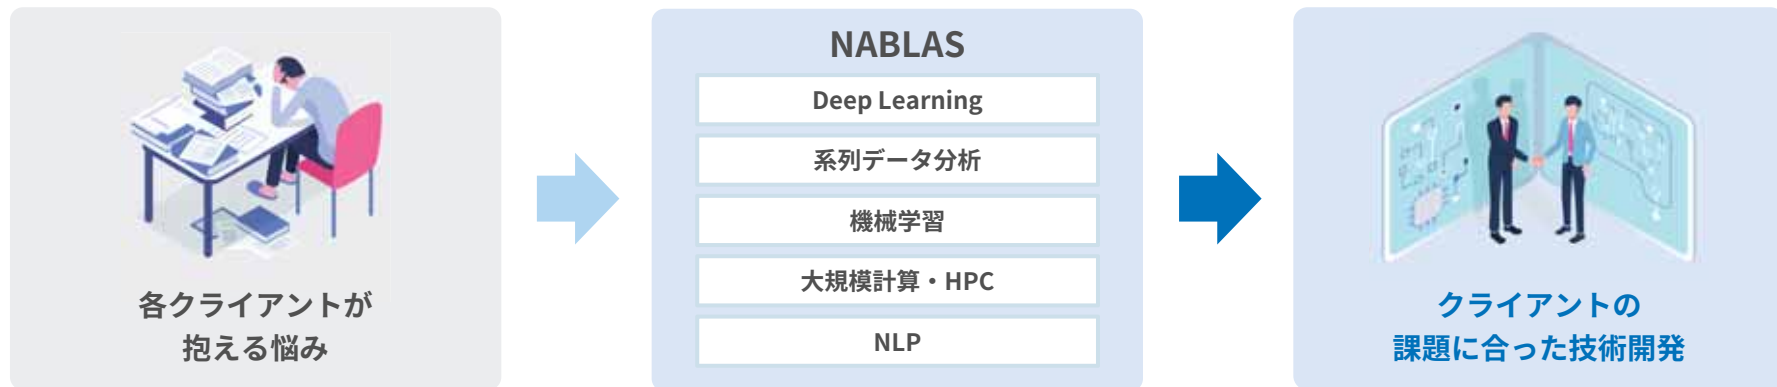 各クライアントが
抱える悩み
NABLAS
Deep Learning
系列データ分析
機械学習
大規模計算・HPC
NLP
クライアントの
課題に合った技術開発